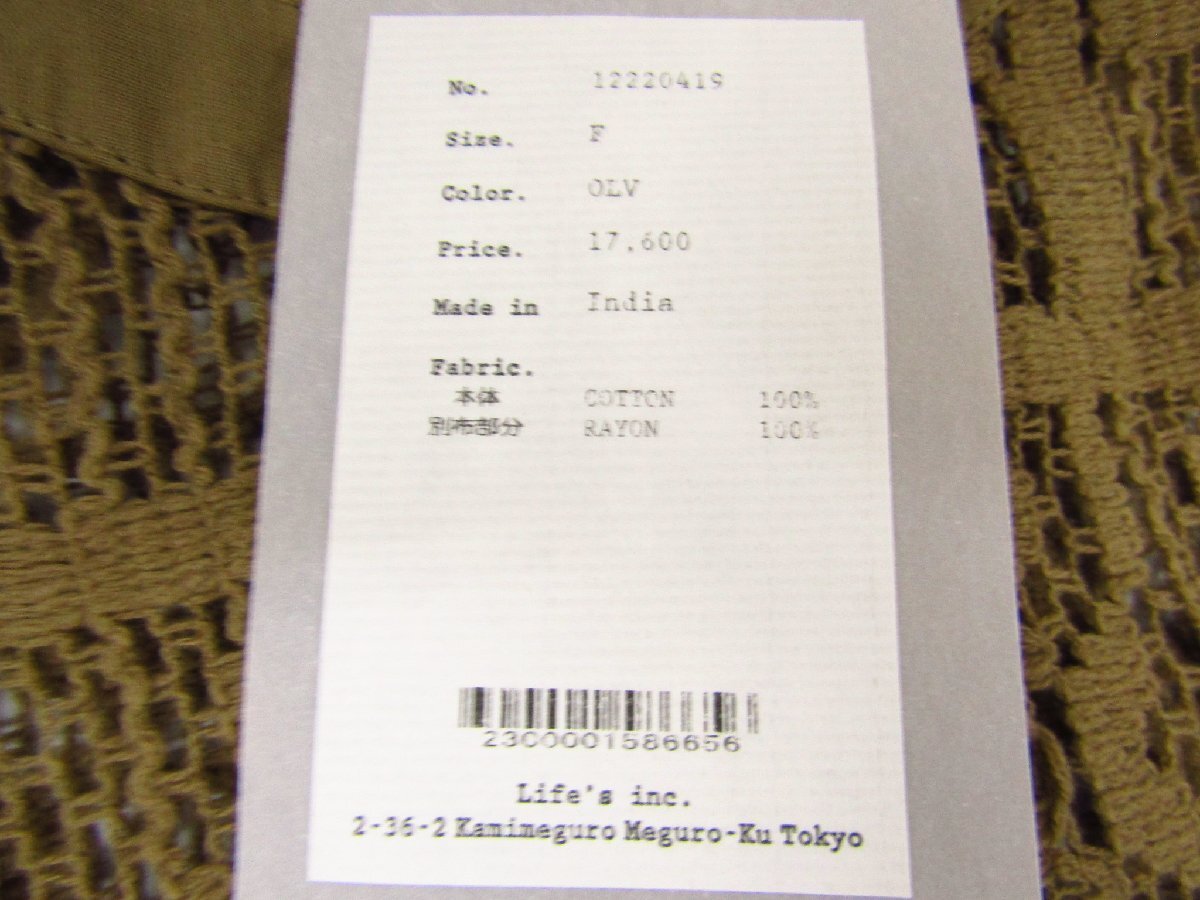 No. 12220419
Size. F
Color. OLV
Price. 17,600
Made in India
Fabric.
本体 COTTON 100%
別布部分 RAYON 100%
2300001586656
Life's inc.
2-36-2 Kamimeguro Meguro-Ku Tokyo